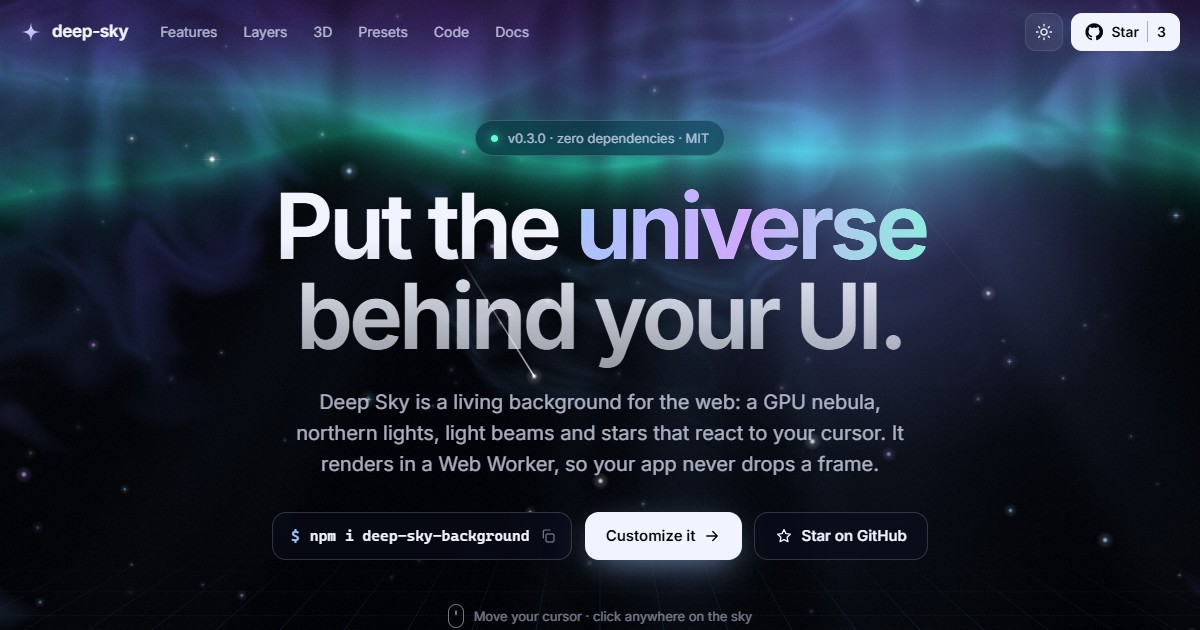 deep-sky Features Layers 3D Presets Code Docs Star 3
v0.3.0 · zero dependencies · MIT
Put the universe
behind your UI.
Deep Sky is a living background for the web: a GPU nebula,
northern lights, light beams and stars that react to your cursor. It
renders in a Web Worker, so your app never drops a frame.
$ npm i deep-sky-background Customize it → Star on GitHub
Move your cursor · click anywhere on the sky